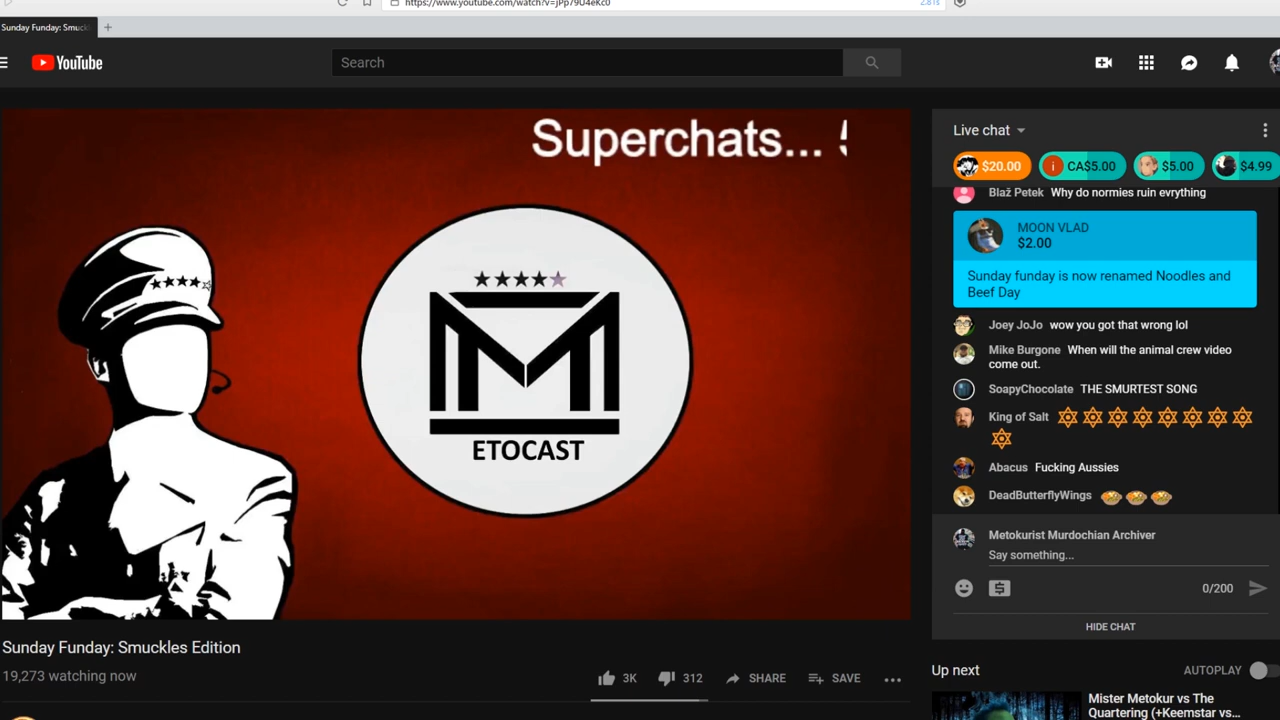 https://www.youtube.com/watch?v=jPp79U4eKc0
2.81s
Sunday Funday: Smuckl
YouTube
Search
Superchats...
ETOCAST
Live chat
$20.00
CA$5.00
$5.00
$4.99
Blaž Petek Why do normies ruin evrything
MOON VLAD
$2.00
Sunday funday is now renamed Noodles and
Beef Day
Joey JoJo wow you got that wrong lol
Mike Burgone When will the animal crew video
come out.
SoapyChocolate THE SMURTEST SONG
King of Salt
Abacus Fucking Aussies
DeadButterflyWings
Metokurist Murdochian Archiver
Say something...
0/200
HIDE CHAT
Sunday Funday: Smuckles Edition
19,273 watching now
3K
312
SHARE
SAVE
Up next
AUTOPLAY
Mister Metokur vs The
Quartering (+Keemstar vs...